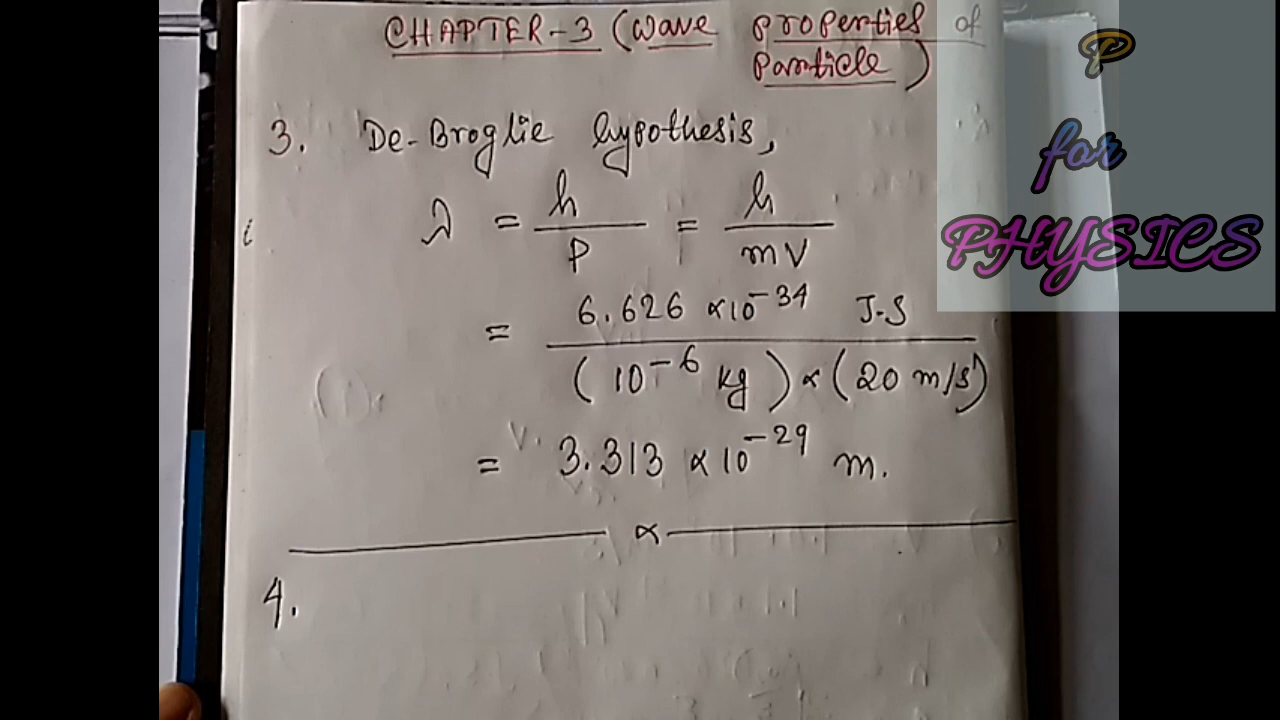 CHAPTER-3 (Wave properties of
Particle)
3. De-Broglie hypothesis,
λ = h/P = h/mV
= 6.626 ×10⁻³⁴ J-S / (10⁻⁶ kg) × (20 m/s)
= 3.313 ×10⁻²⁹ m.
×
4.
P
for
PHYSICS